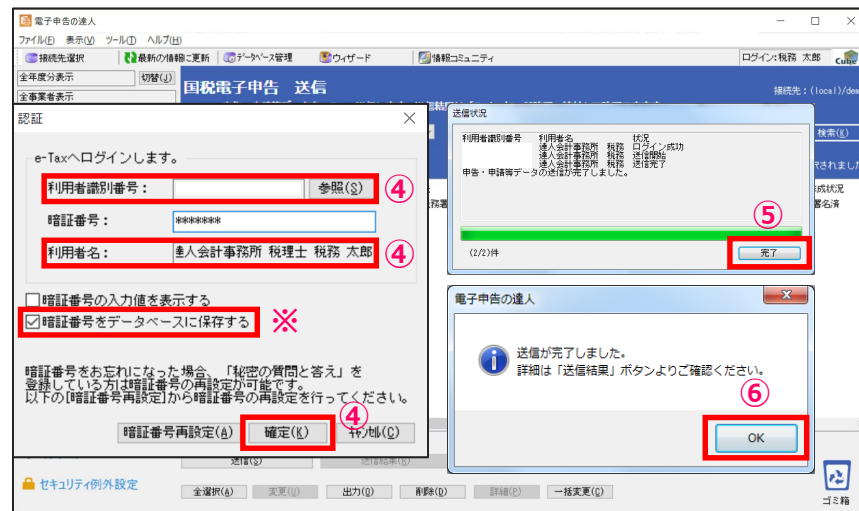 電子申告の達人
ファイル(F) 表示(V) ツール(T) ヘルプ(H)
接続先選択 最新の情報に更新 データベース管理 ウィザード 情報コミュニティ ログイン:税務 太郎 Cube
全年度分表示 切替(J)
全事業者表示
国税電子申告 送信
接続先:(local)/dem
検索(K)
認証
e-Taxへログインします。
利用者識別番号: 参照(S) ④
暗証番号: *******
利用者名: 達人会計事務所 税理士 税務 太郎 ④
暗証番号の入力値を表示する
暗証番号をデータベースに保存する ※
暗証番号をお忘れになった場合、「秘密の質問と答え」を
登録している方は暗証番号の再設定が可能です。
以下の[暗証番号再設定]から暗証番号の再設定を行ってください。
④
暗証番号再設定(A) 確定(K) キャンセル(C)
送信状況
利用者識別番号 利用者名 状況
達人会計事務所 税務 ログイン成功
達人会計事務所 税務 送信開始
達人会計事務所 税務 送信完了
申告・申請等データの送信が完了しました。
⑤
(2/2)件 完了
電子申告の達人
送信が完了しました。
詳細は「送信結果」ボタンよりご確認ください。
⑥
OK
送信(S) 送信結果(R)
セキュリティ例外設定
全選択(A) 変更(U) 出力(O) 削除(D) 詳細(P) 一括変更(C)
ゴミ箱